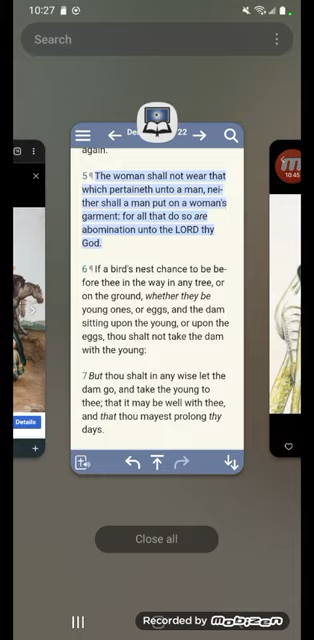 10:27
Search
De 22
again.
5 ¶ The woman shall not wear that
which pertaineth unto a man, nei-
ther shall a man put on a woman's
garment: for all that do so are
abomination unto the LORD thy
God.
10:45
6 ¶ If a bird's nest chance to be be-
fore thee in the way in any tree, or
on the ground, whether they be
young ones, or eggs, and the dam
sitting upon the young, or upon the
eggs, thou shalt not take the dam
with the young:
7 But thou shalt in any wise let the
dam go, and take the young to
thee; that it may be well with thee,
and that thou mayest prolong thy
days.
Details
Close all
Recorded by Mobizen